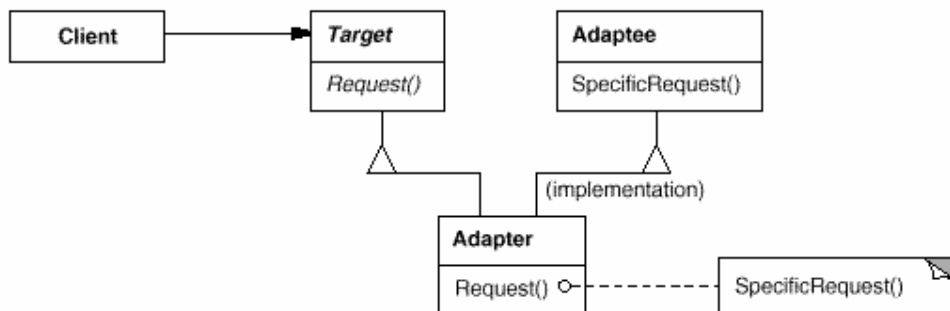 Client
Target
Request()
Adaptee
SpecificRequest()
(implementation)
Adapter
Request()
SpecificRequest()